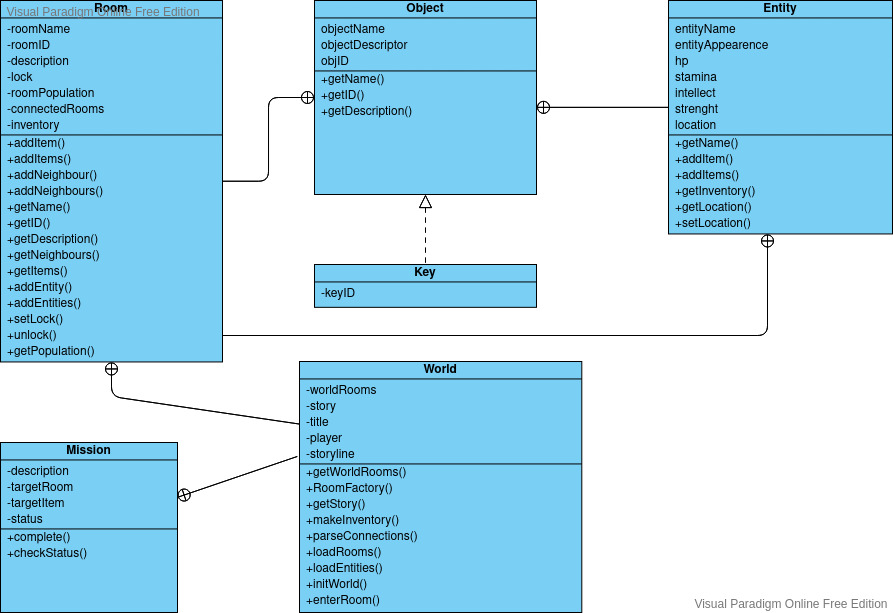 Visual Paradigm Online Free Edition
Room
-roomName
-roomID
-description
-lock
-roomPopulation
-connectedRooms
-inventory
+addItem()
+addItems()
+addNeighbour()
+addNeighbours()
+getName()
+getID()
+getDescription()
+getNeighbours()
+getItems()
+addEntity()
+addEntities()
+setLock()
+unlock()
+getPopulation()
Object
objectName
objectDescriptor
objID
+getName()
+getID()
+getDescription()
Entity
entityName
entityAppearence
hp
stamina
intellect
strenght
location
+getName()
+addItem()
+addItems()
+getInventory()
+getLocation()
+setLocation()
Key
-keyID
World
-worldRooms
-story
-title
-player
-storyline
+getWorldRooms()
+RoomFactory()
+getStory()
+makeInventory()
+parseConnections()
+loadRooms()
+loadEntities()
+initWorld()
+enterRoom()
Mission
-description
-targetRoom
-targetItem
-status
+complete()
+checkStatus()
Visual Paradigm Online Free Edition